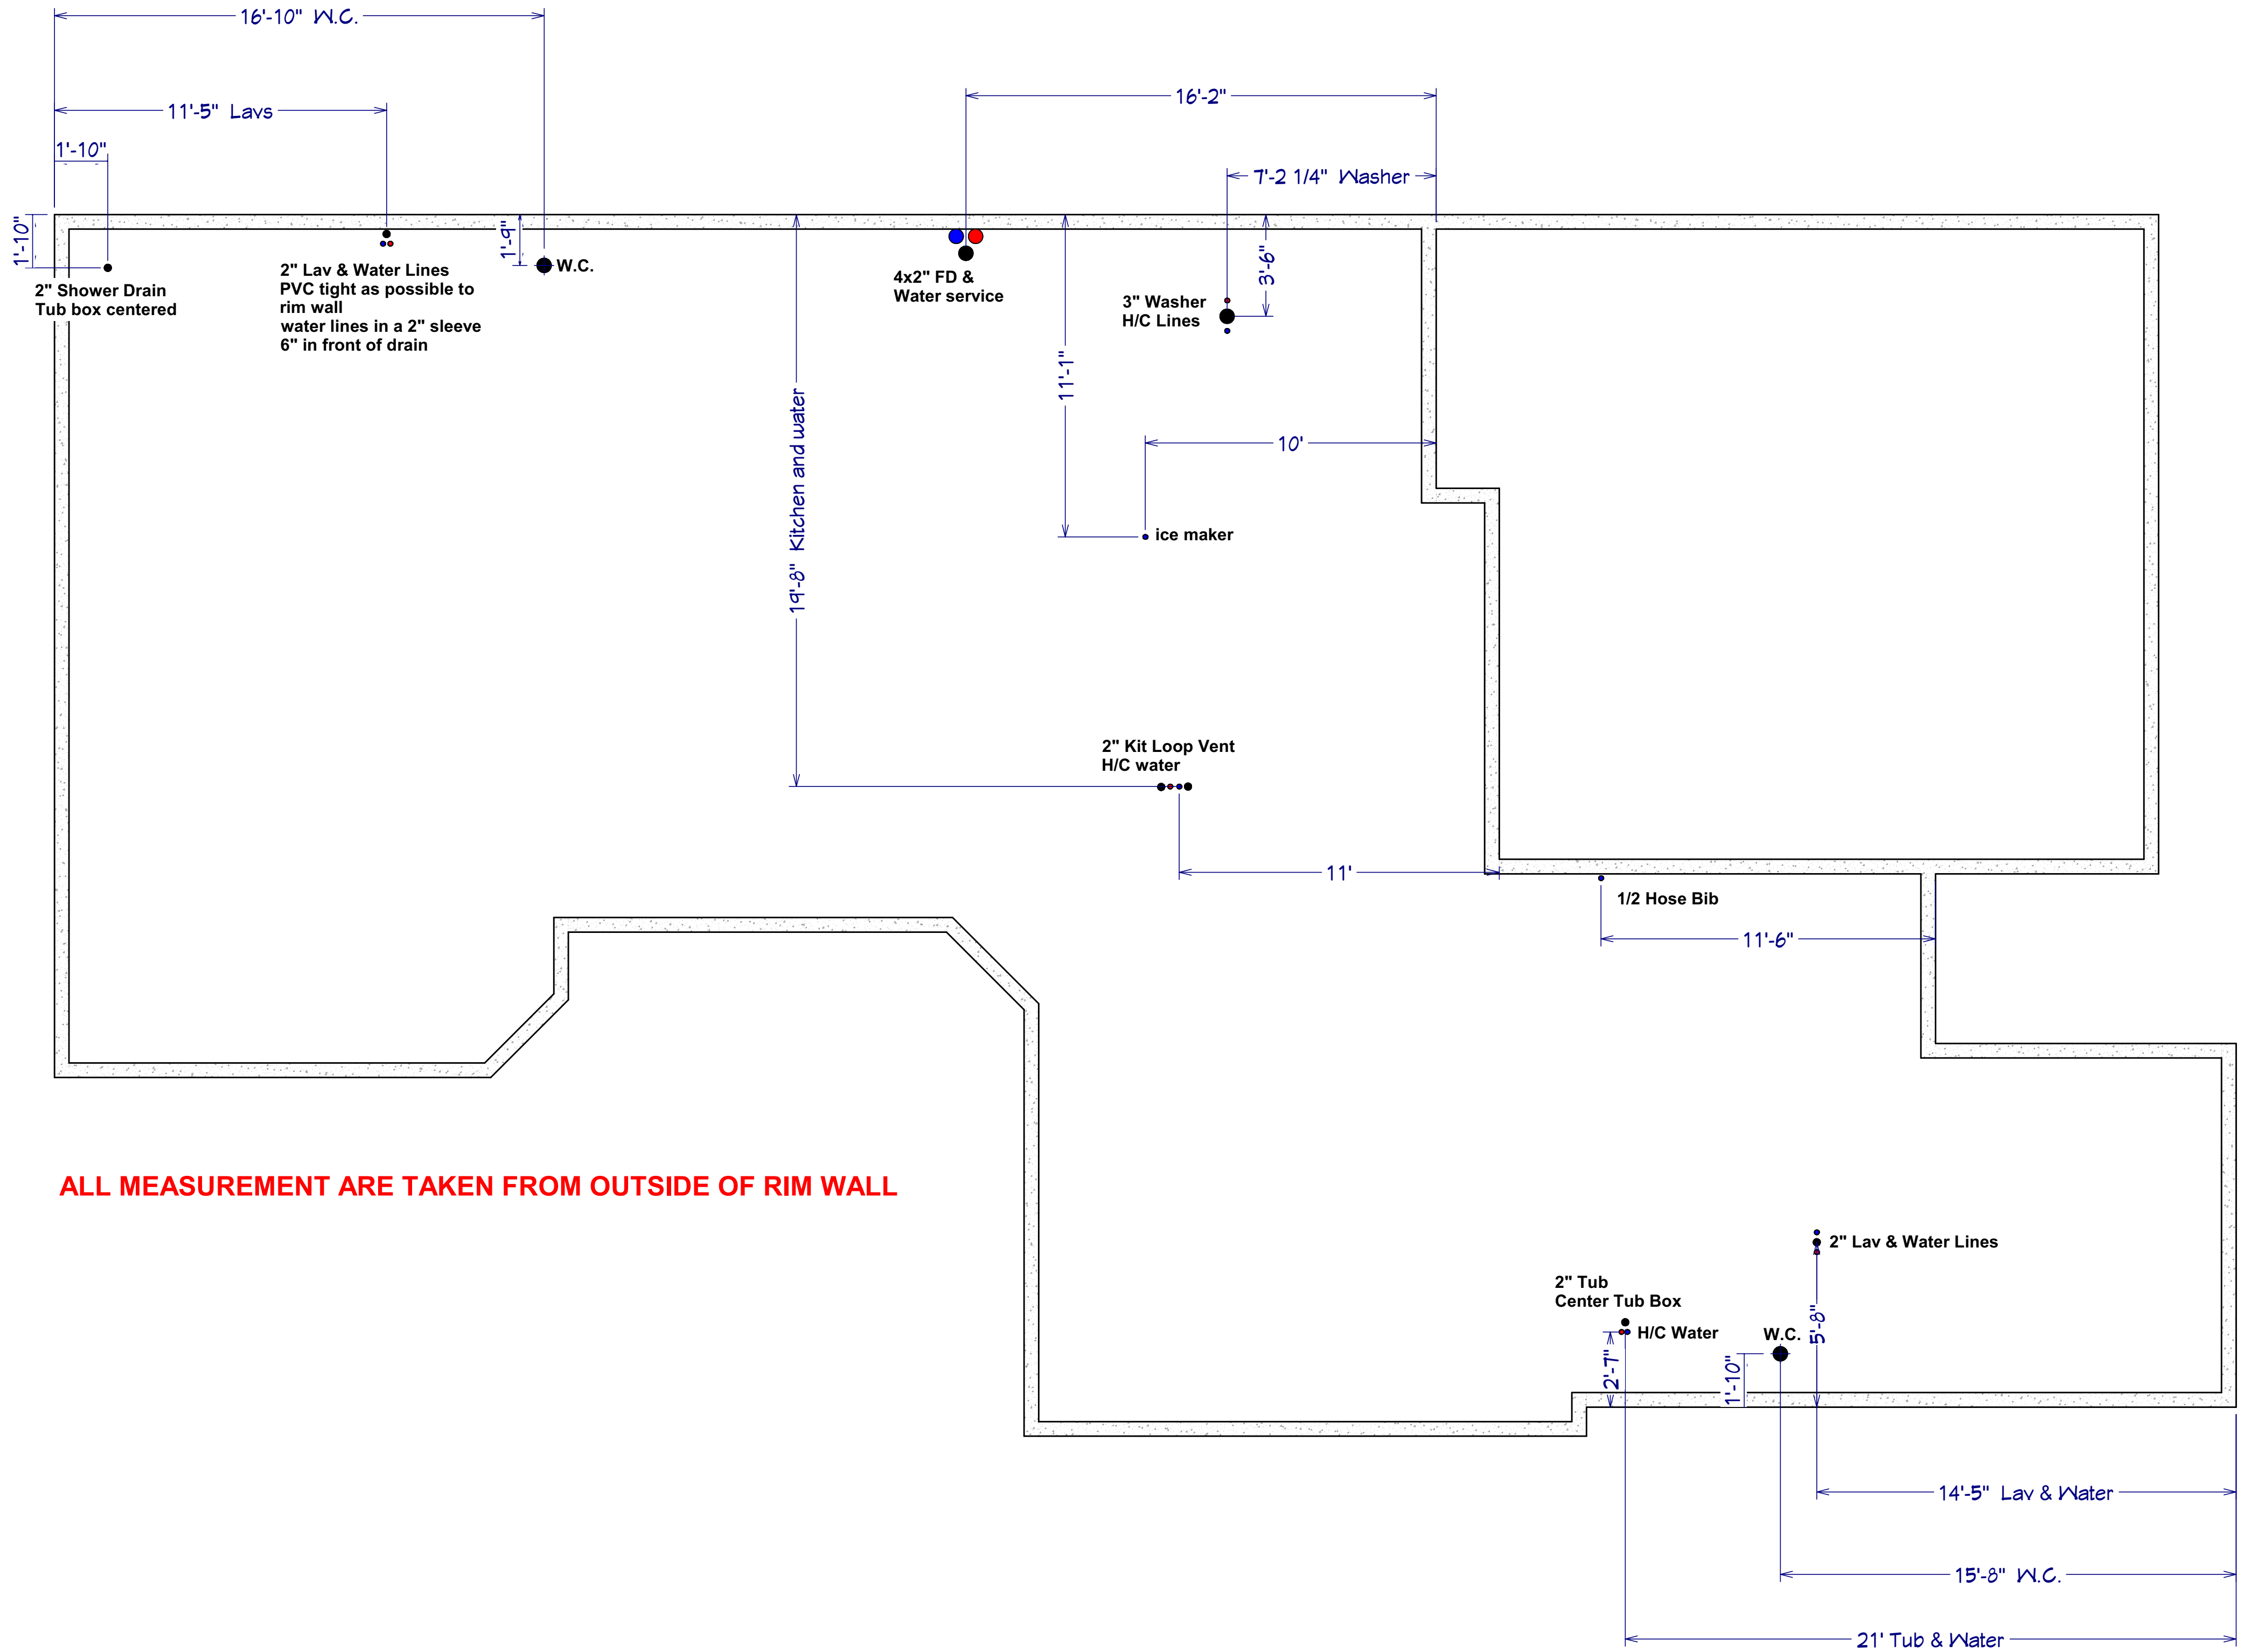 16'-10" W.C.
16'-2"
11'-5" Lavs
1'-10"
7'-2 1/4" Washer
1'-10"
1'-9"
3'-6"
W.C.
2" Shower Drain
Tub box centered
2" Lav & Water Lines
PVC tight as possible to
rim wall
water lines in a 2" sleeve
6" in front of drain
4x2" FD &
Water service
3" Washer
H/C Lines
11'-1"
10'
19'-8" Kitchen and water
ice maker
2" Kit Loop Vent
H/C water
11'
1/2 Hose Bib
11'-6"
ALL MEASUREMENT ARE TAKEN FROM OUTSIDE OF RIM WALL
2" Lav & Water Lines
2" Tub
Center Tub Box
H/C Water
W.C.
5'-8"
2'-7"
1'-10"
14'-5" Lav & Water
15'-8" W.C.
21' Tub & Water